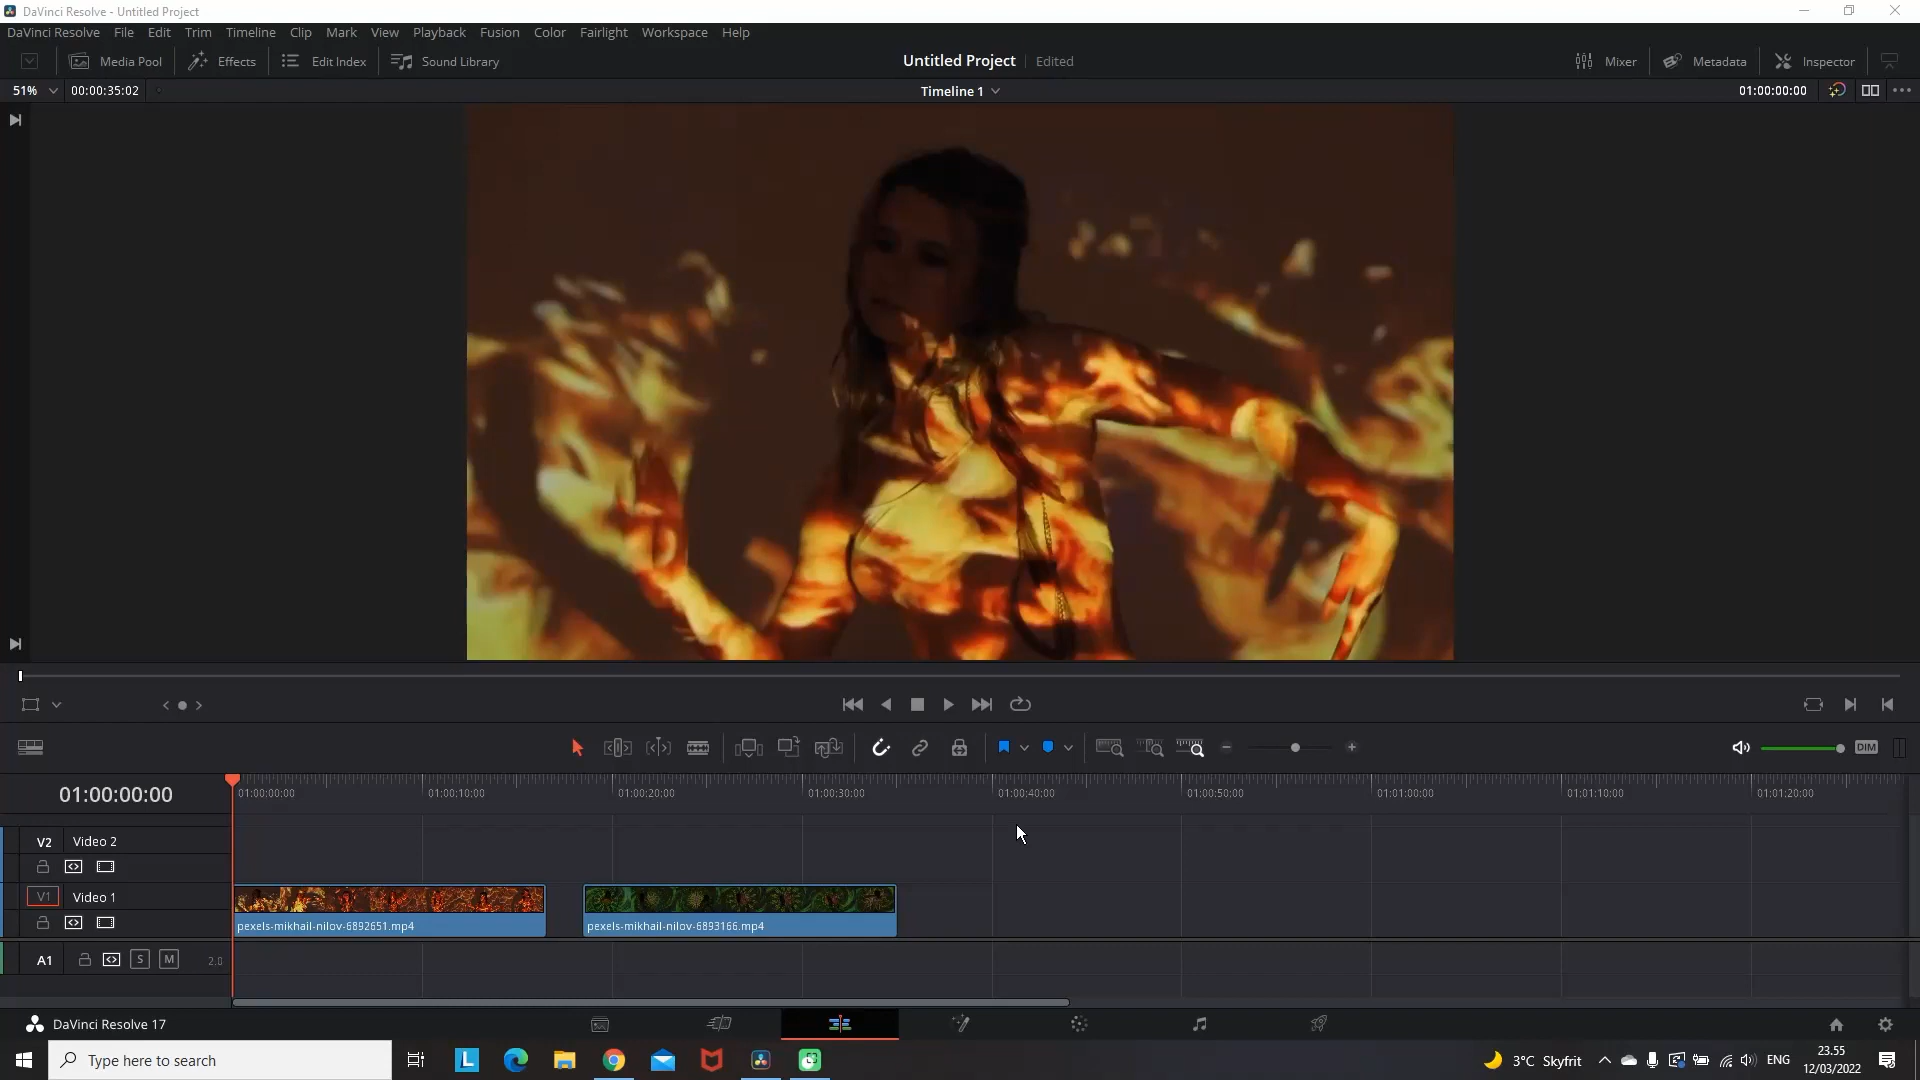 DaVinci Resolve - Untitled Project
DaVinci Resolve File Edit Trim Timeline Clip Mark View Playback Fusion Color Fairlight Workspace Help
Media Pool Effects Edit Index Sound Library Untitled Project Edited Mixer Metadata Inspector
51% 00:00:35:02 Timeline 1 01:00:00:00
DIM
01:00:00:00 01:00:00:00 01:00:10:00 01:00:20:00 01:00:30:00 01:00:40:00 01:00:50:00 01:01:00:00 01:01:10:00 01:01:20:00
V2 Video 2
V1 Video 1
pexels-mikhail-nilov-6892651.mp4 pexels-mikhail-nilov-6893166.mp4
A1 S M 2.0
DaVinci Resolve 17
Type here to search L 3°C Skyfrit ENG 23.55
12/03/2022